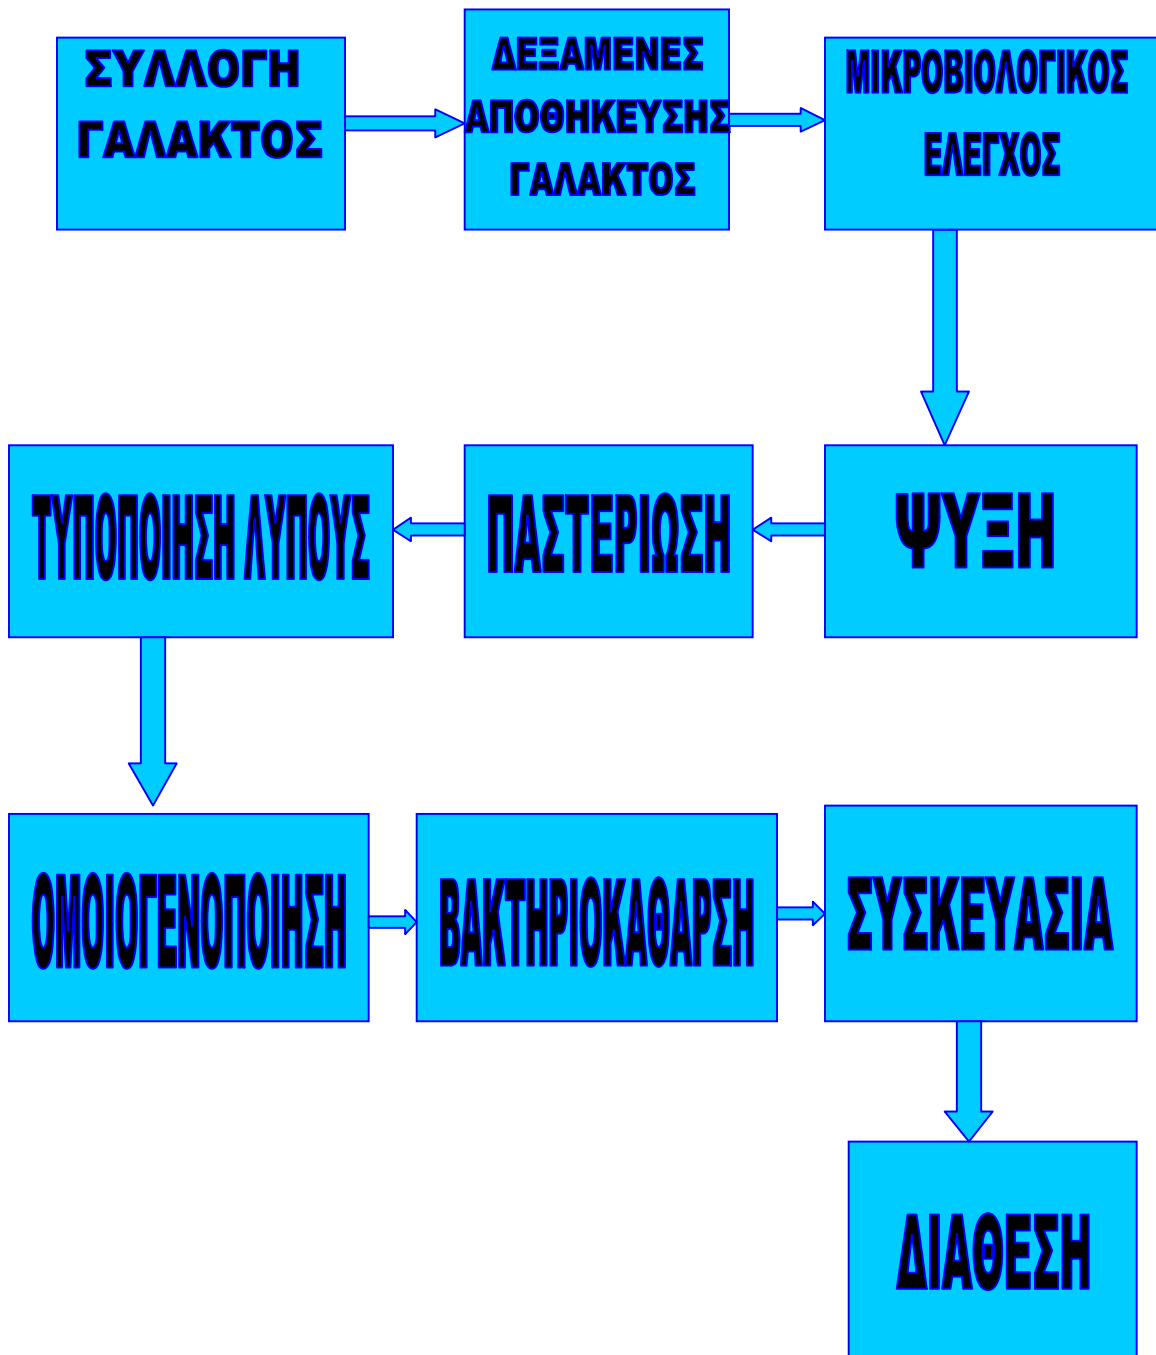 ΣΥΛΛΟΓΗ
ΓΑΛΑΚΤΟΣ
ΔΕΞΑΜΕΝΕΣ
ΑΠΟΘΗΚΕΥΣΗΣ
ΓΑΛΑΚΤΟΣ
ΜΙΚΡΟΒΙΟΛΟΓΙΚΟΣ
ΕΛΕΓΧΟΣ
ΨΥΞΗ
ΠΑΣΤΕΡΙΩΣΗ
ΤΥΠΟΠΟΙΗΣΗ ΛΥΠΟΥΣ
ΟΜΟΙΟΓΕΝΟΠΟΙΗΣΗ
ΒΑΚΤΗΡΙΟΚΑΘΑΡΣΗ
ΣΥΣΚΕΥΑΣΙΑ
ΔΙΑΘΕΣΗ